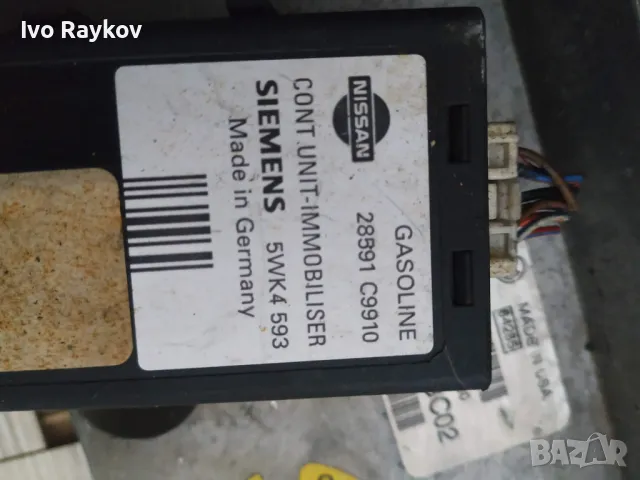 Ivo Raykov
NISSAN
GASOLINE
28591 C9910
CONT.UNIT-IMMOBILISER
SIEMENS 5WK4 593
Made in Germany
MADE IN USA
C02
BAZAR
bg